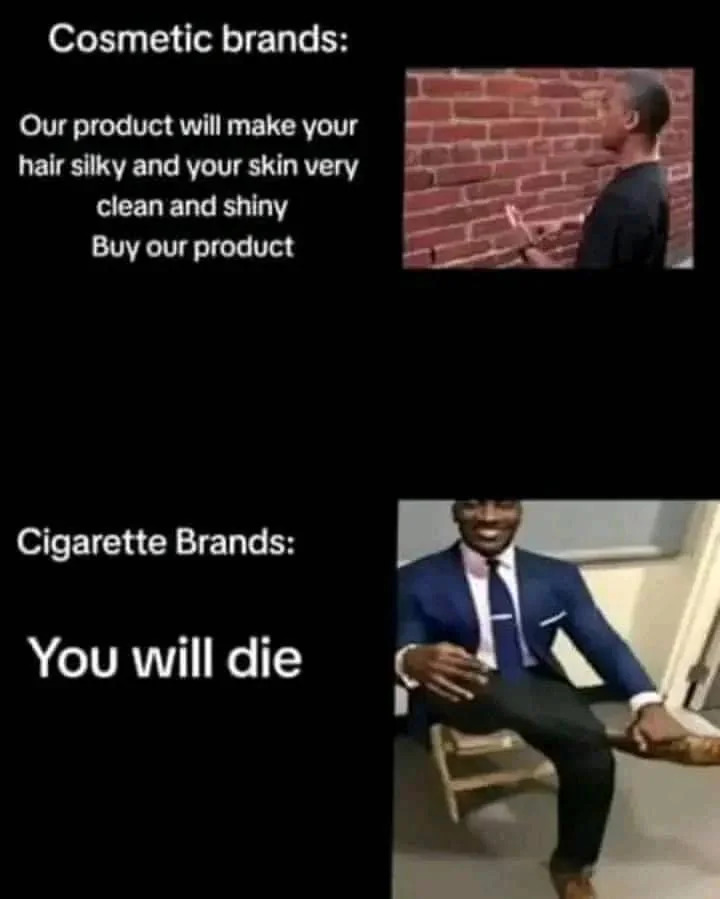 Cosmetic brands:
Our product will make your
hair silky and your skin very
clean and shiny
Buy our product
Cigarette Brands:
You will die